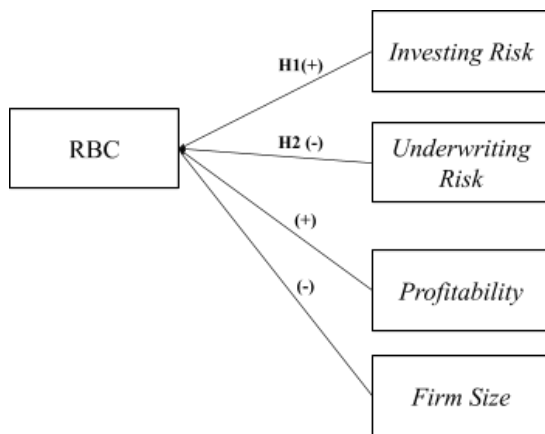 Investing Risk
H1(+)
RBC
H2 (-)
Underwriting
Risk
(+)
Profitability
(-)
Firm Size